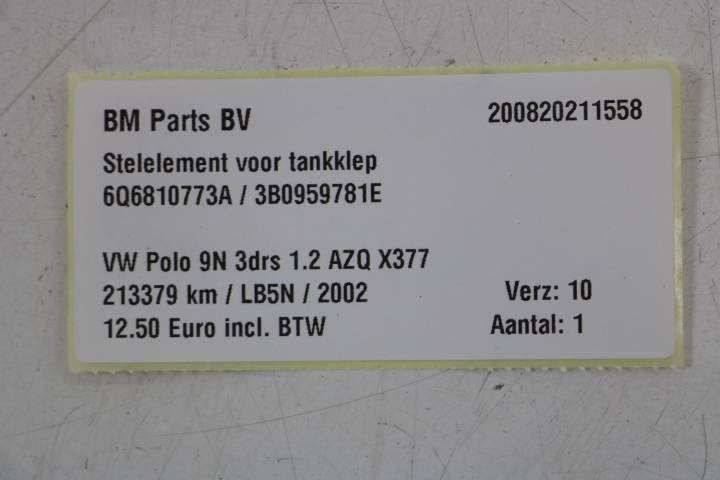 BM Parts BV 200820211558
Stelelement voor tankklep
6Q6810773A / 3B0959781E
VW Polo 9N 3drs 1.2 AZQ X377
213379 km / LB5N / 2002 Verz: 10
12.50 Euro incl. BTW Aantal: 1